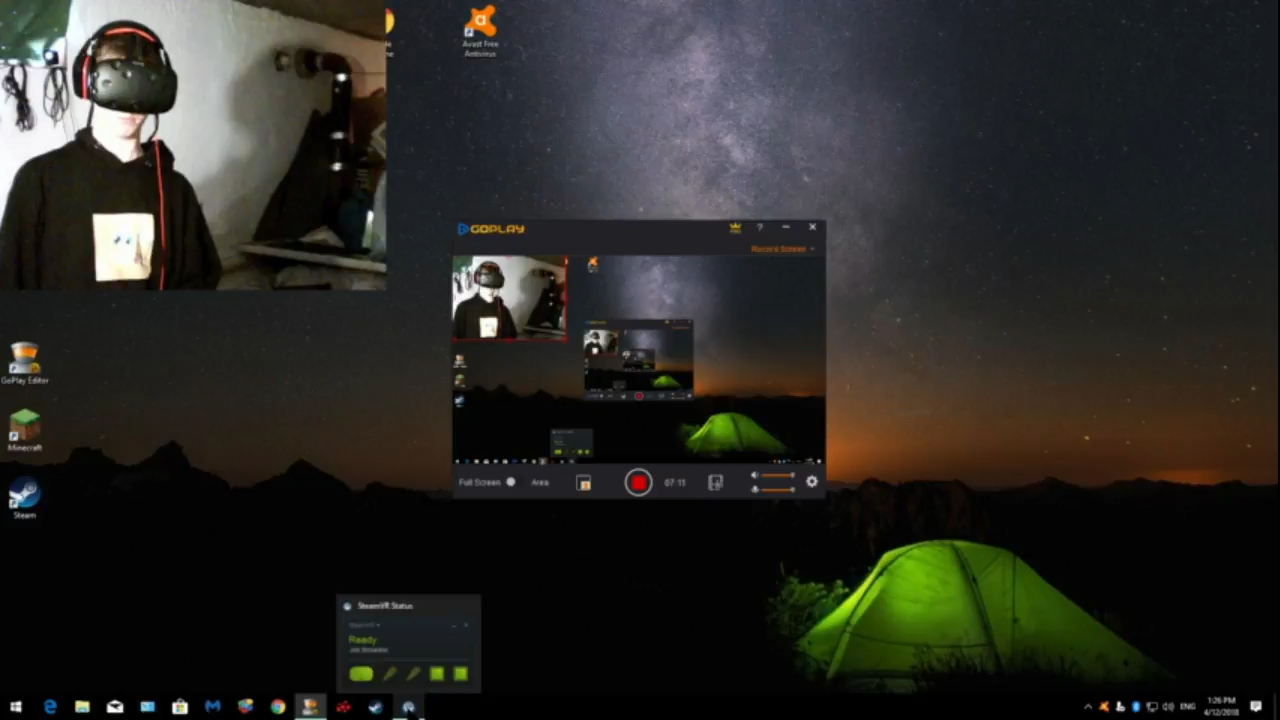 Avast Free
Antivirus
GOPLAY
?
Record Screen
GoPlay Editor
Minecraft
Steam
Full Screen
Area
07:11
SteamVR Status
SteamVR
Ready
ENG
1:26 PM
4/12/2018